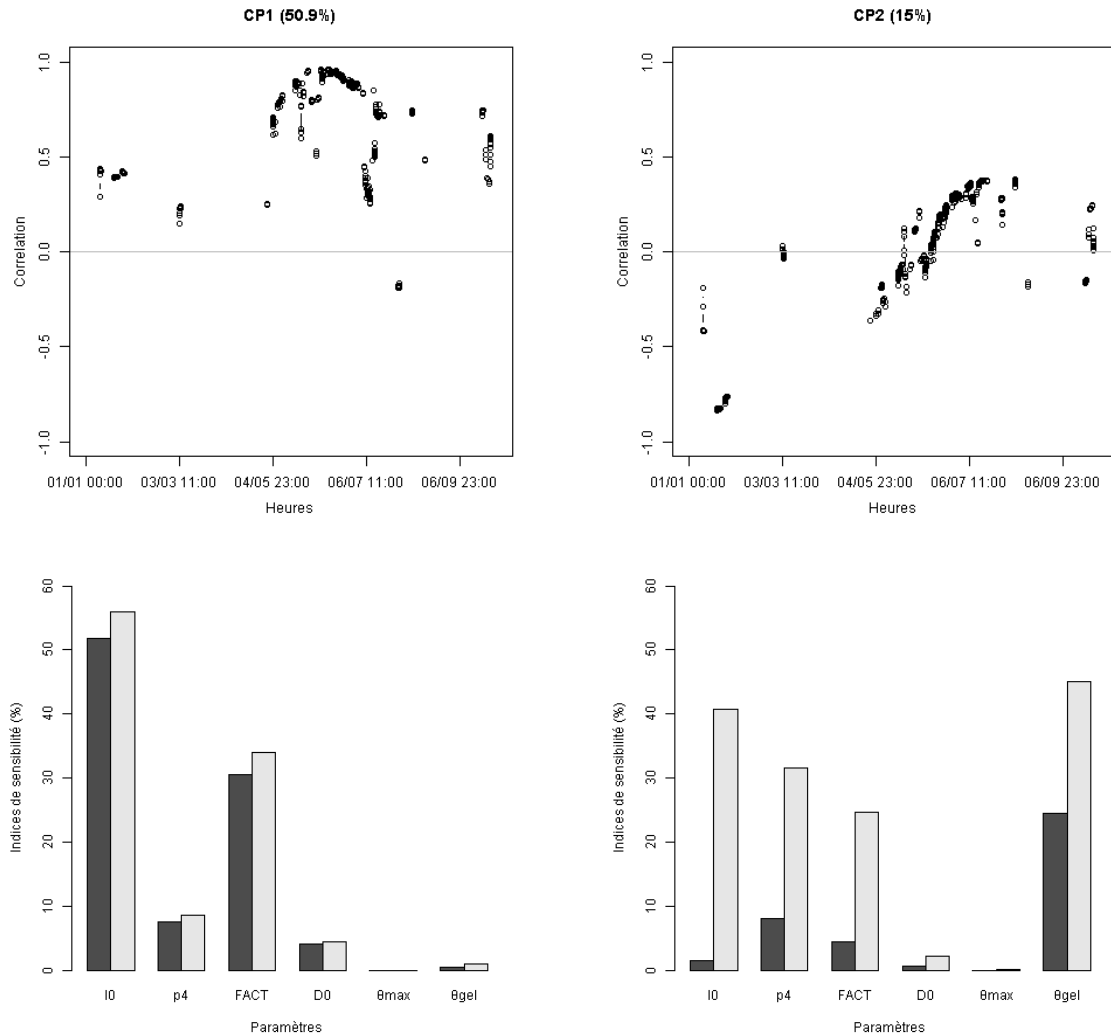 CP1 (50.9%)
1.0
0.5
0.0
-0.5
-1.0
Correlation
01/01 00:00 03/03 11:00 04/05 23:00 06/07 11:00 06/09 23:00
Heures
CP2 (15%)
1.0
0.5
0.0
-0.5
-1.0
Correlation
01/01 00:00 03/03 11:00 04/05 23:00 06/07 11:00 06/09 23:00
Heures
60
50
40
30
20
10
0
Indices de sensibilité (%)
I0 p4 FACT D0 θmax θgel
Paramètres
60
50
40
30
20
10
0
Indices de sensibilité (%)
I0 p4 FACT D0 θmax θgel
Paramètres